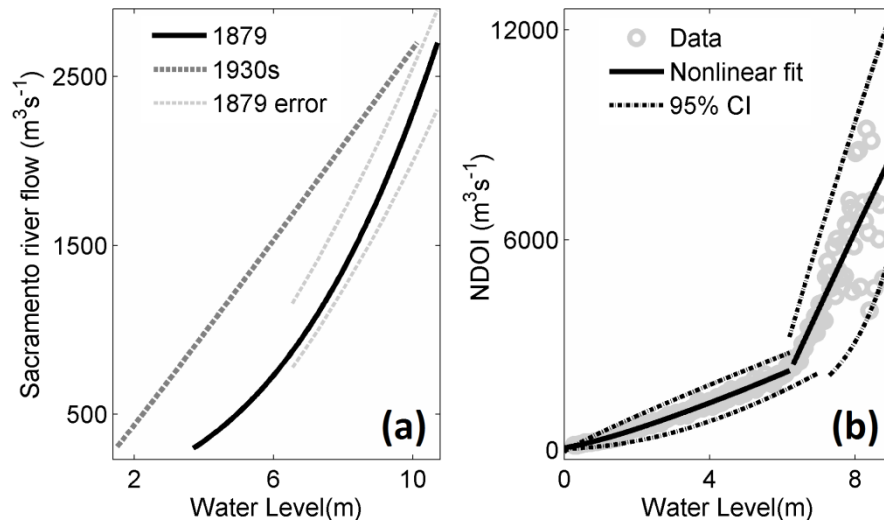 1879
1930s
1879 error
Sacramento river flow (m³s⁻¹)
2500
1500
500
2
6
10
Water Level(m)
(a)
Data
Nonlinear fit
95% CI
NDOI (m³s⁻¹)
12000
6000
0
0
4
8
Water Level(m)
(b)